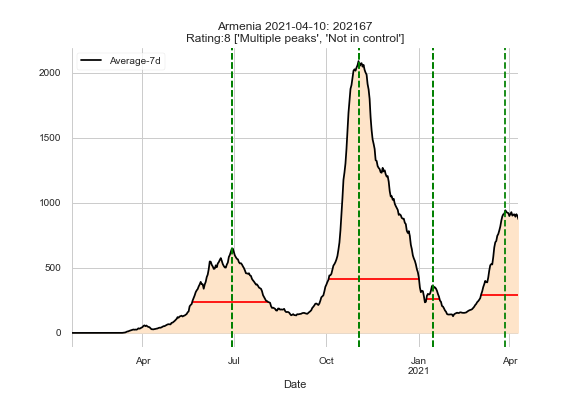 Armenia 2021-04-10: 202167
Rating:8 ['Multiple peaks', 'Not in control']
Average-7d
2000
1500
1000
500
0
Apr
Jul
Oct
Jan
2021
Apr
Date